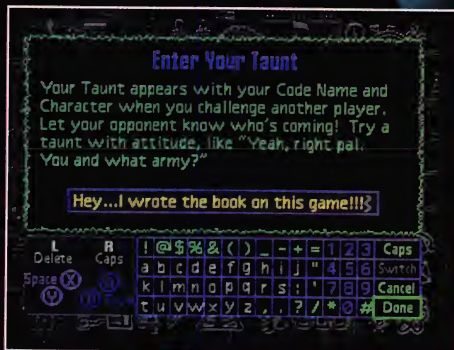 Enter Your Taunt
Your Taunt appears with your Code Name and
Character when you challenge another player.
Let your opponent know who's coming! Try a
taunt with attitude, like "Yeah, right pal.
You and what army?"
Hey...I wrote the book on this game!!!
L R
Delete Caps
Space X
Y
! @ $ % & ( ) _ - + = 1 2 3 Caps
a b c d e f g h i j " 4 5 6 Switch
k l m n o p q r s : ' 7 8 9 Cancel
t u v w x y z , . ? / * 0 # Done